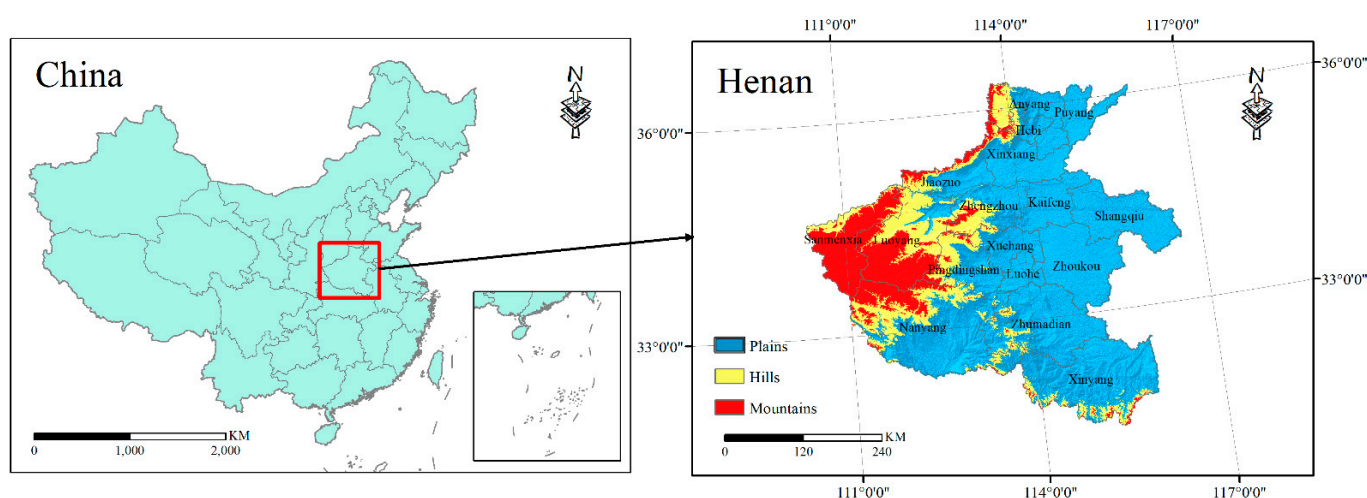 China
N
36°0'0"
33°0'0"
KM
0
1,000
2,000
111°0'0"
114°0'0"
117°0'0"
Henan
N
36°0'0"
33°0'0"
Anyang
Puyang
Hebi
Xinxiang
Jiaozuo
Zhengzhou
Kaifeng
Shangqiu
Sanmenxia
Luoyang
Xuchang
Pingdingshan
Luohe
Zhoukou
Nanyang
Zhumadian
Xinyang
Plains
Hills
Mountains
KM
0
120
240
111°0'0"
114°0'0"
117°0'0"